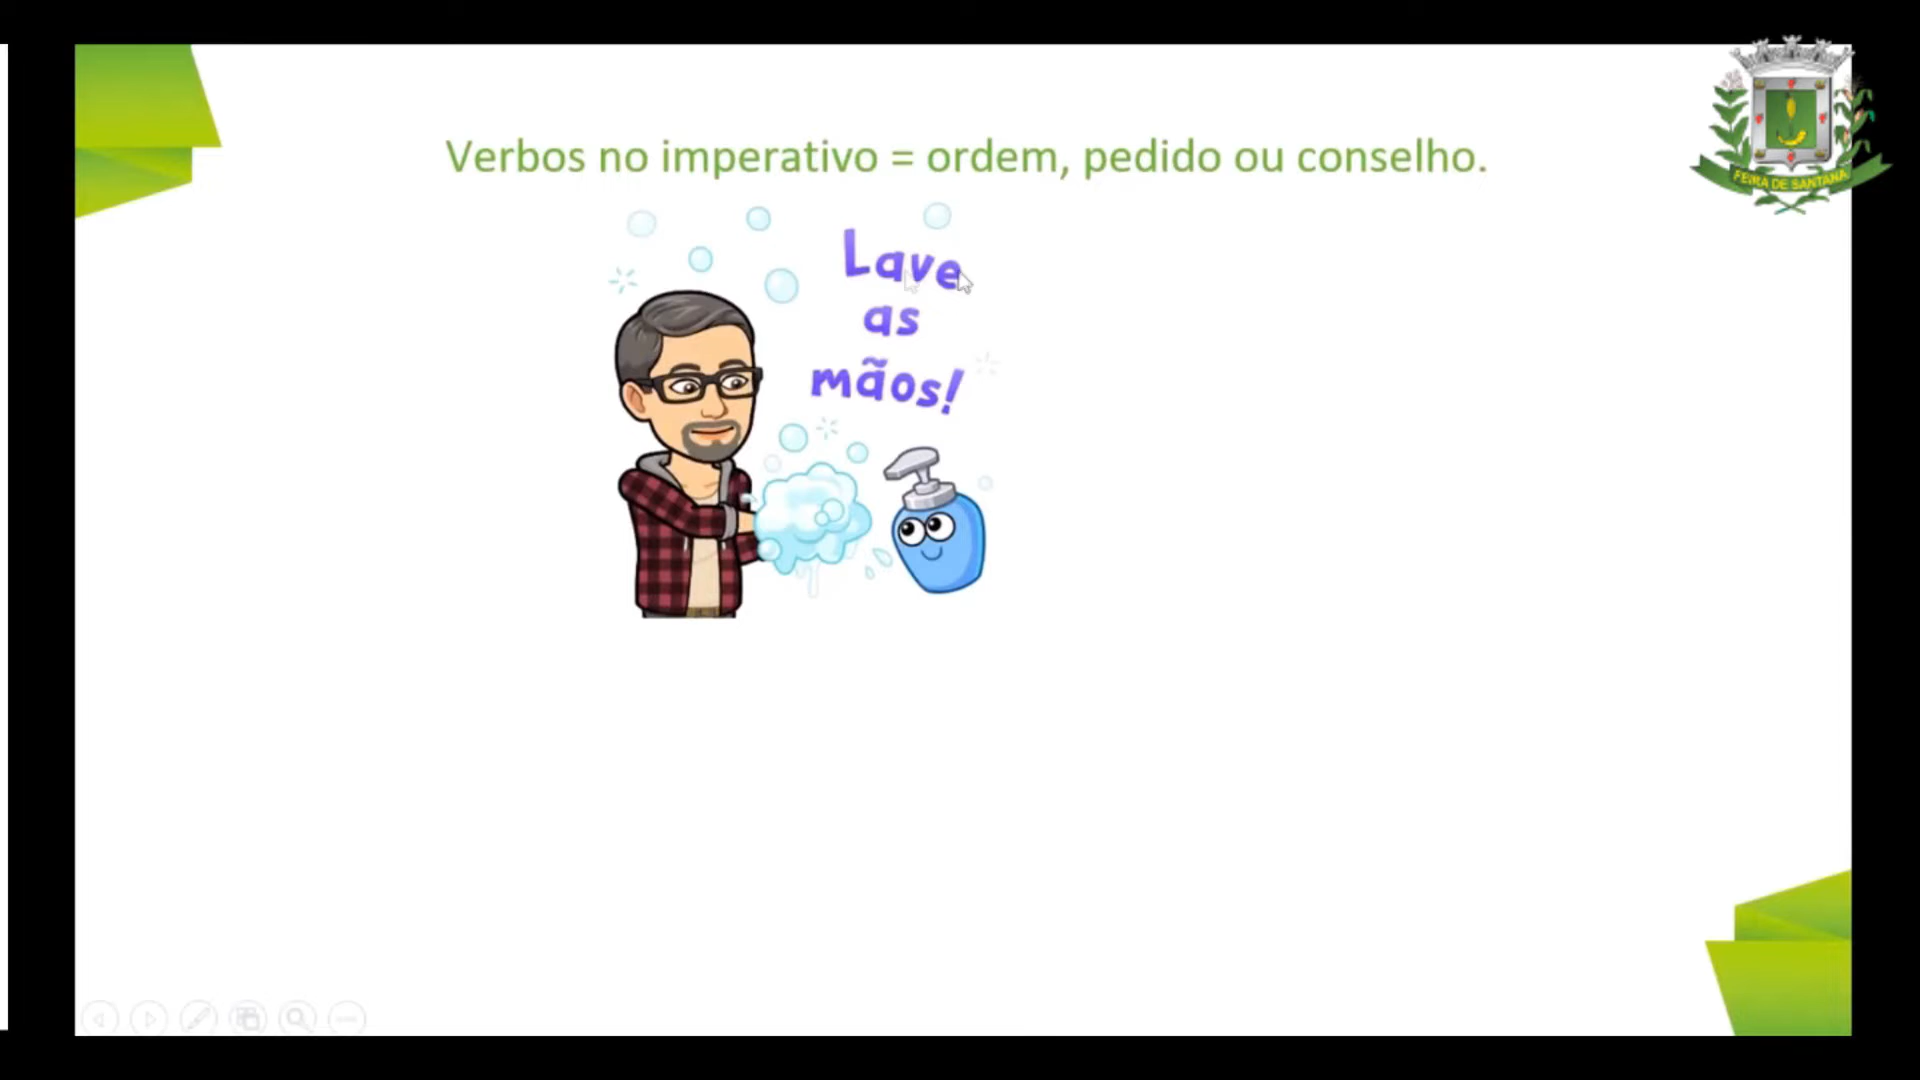 Verbos no imperativo = ordem, pedido ou conselho.
Lave
as
mãos!
FEIRA DE SANTANA